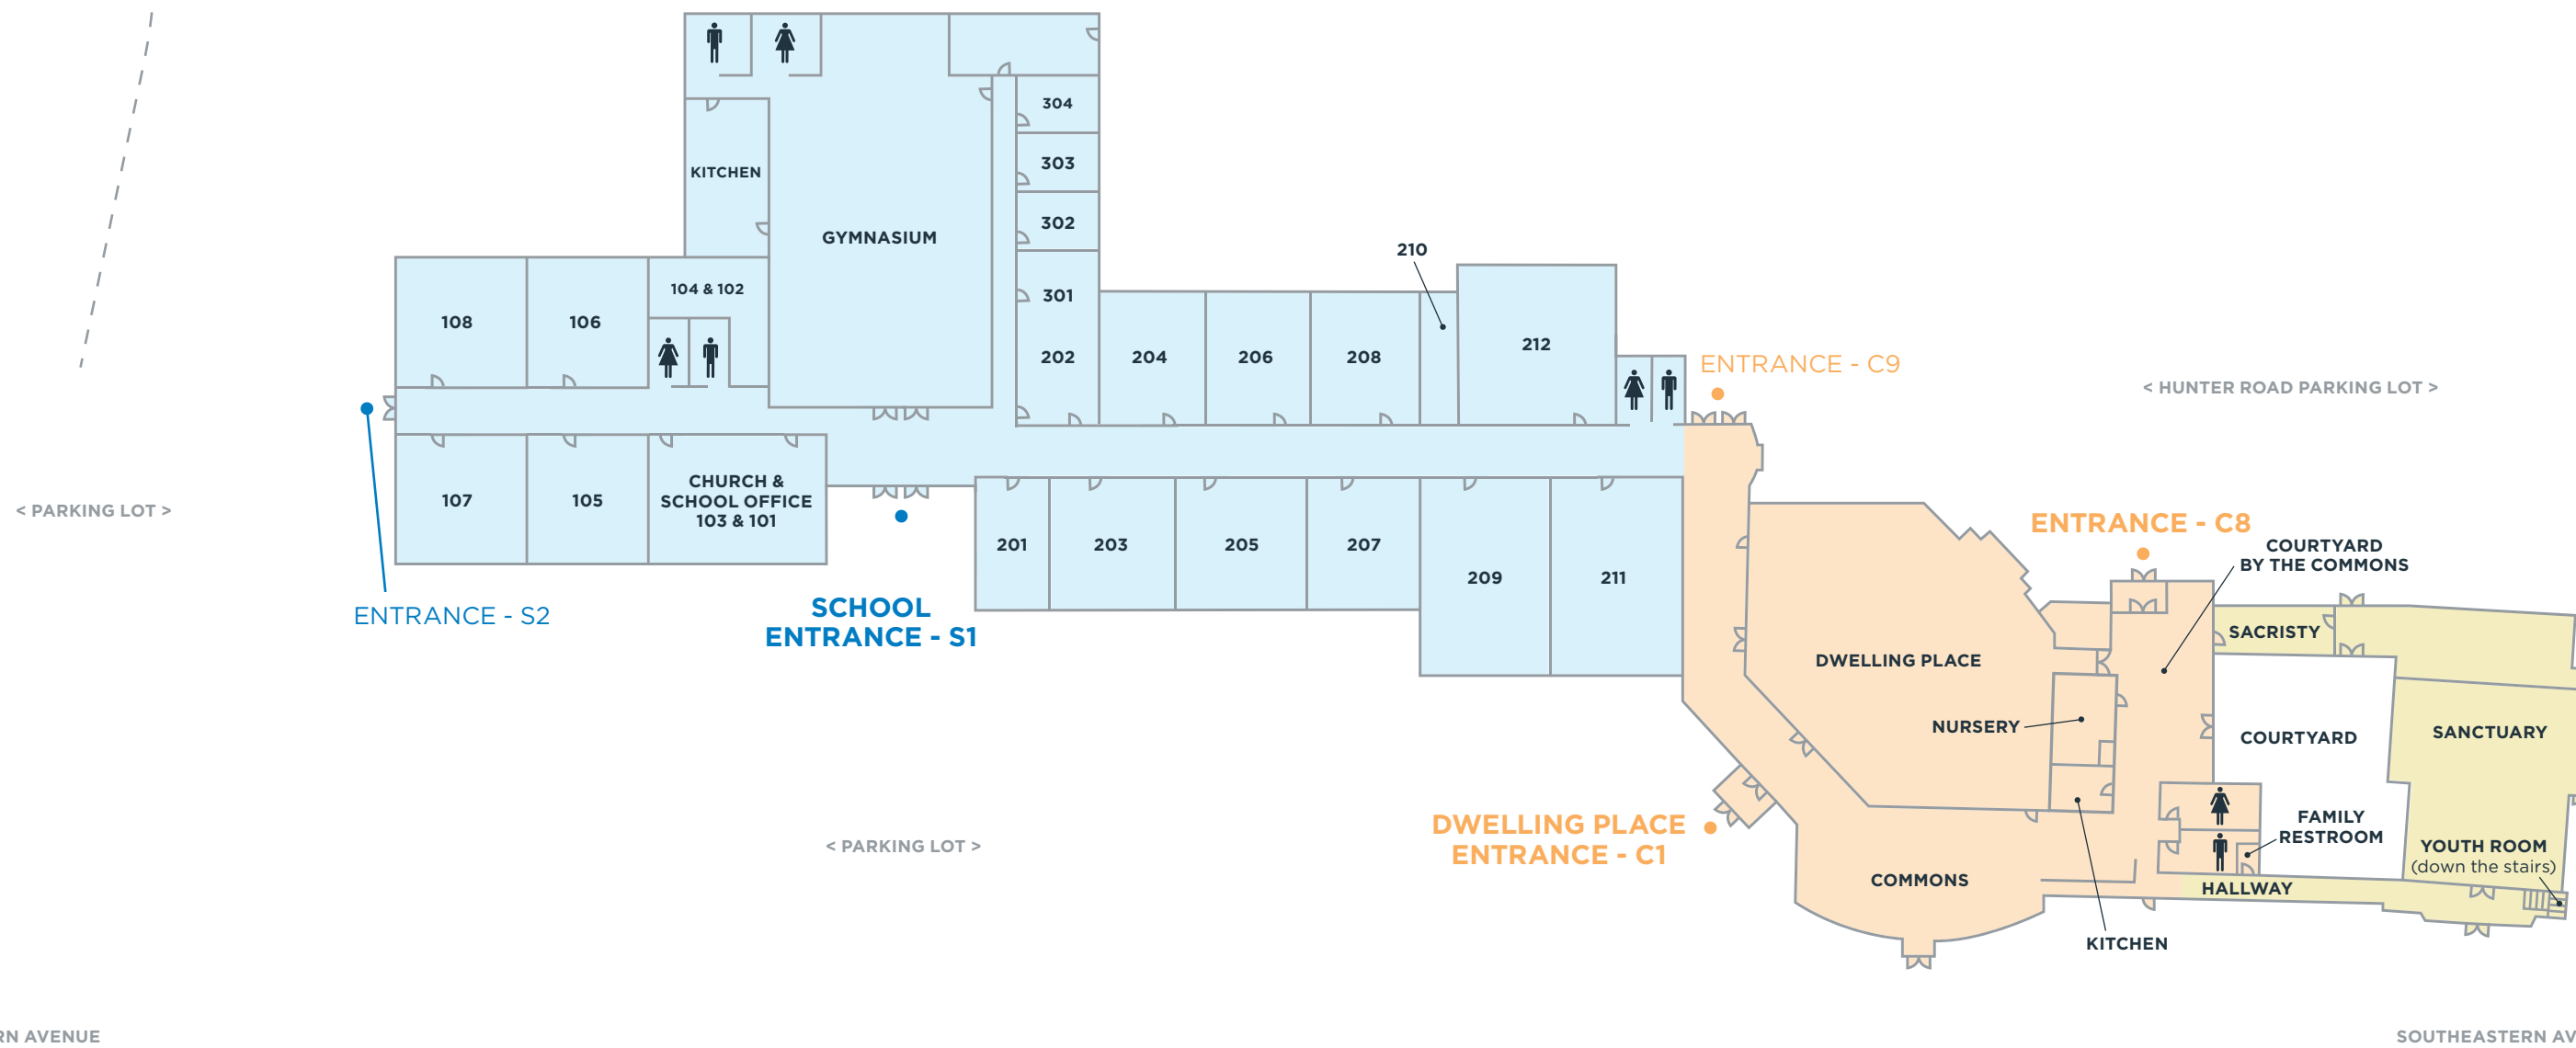 304
303
KITCHEN
302
GYMNASIUM
210
104 & 102
301
108
106
202
204
206
208
212
ENTRANCE - C9
< HUNTER ROAD PARKING LOT >
< PARKING LOT >
107
105
CHURCH &
SCHOOL OFFICE
103 & 101
201
203
205
207
209
211
ENTRANCE - C8
COURTYARD
BY THE COMMONS
ENTRANCE - S2
SCHOOL
ENTRANCE - S1
SACRISTY
DWELLING PLACE
NURSERY
COURTYARD
SANCTUARY
DWELLING PLACE
ENTRANCE - C1
FAMILY
RESTROOM
< PARKING LOT >
YOUTH ROOM
(down the stairs)
COMMONS
HALLWAY
KITCHEN
RN AVENUE
SOUTHEASTERN AV